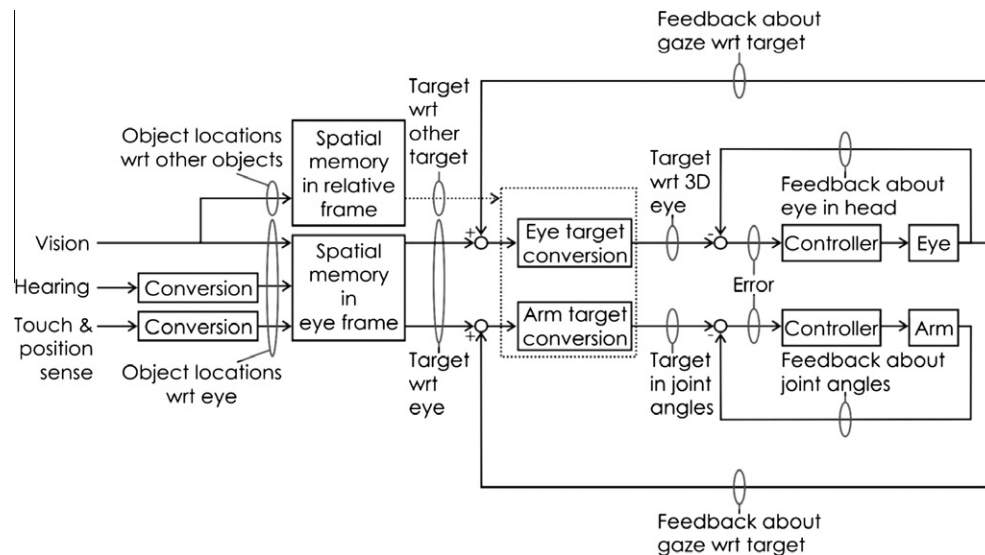 Feedback about
gaze wrt target
Target
wrt
other
target
Object locations
wrt other objects
Spatial
memory
in relative
frame
Target
wrt 3D
eye
Feedback about
eye in head
Vision
Spatial
memory
in
eye frame
+
Eye target
conversion
-
Controller
Eye
Hearing
Conversion
Error
Touch &
position
sense
Conversion
+
Arm target
conversion
-
Controller
Arm
Object locations
wrt eye
Target
wrt
eye
Target
in joint
angles
Feedback about
joint angles
Feedback about
gaze wrt target